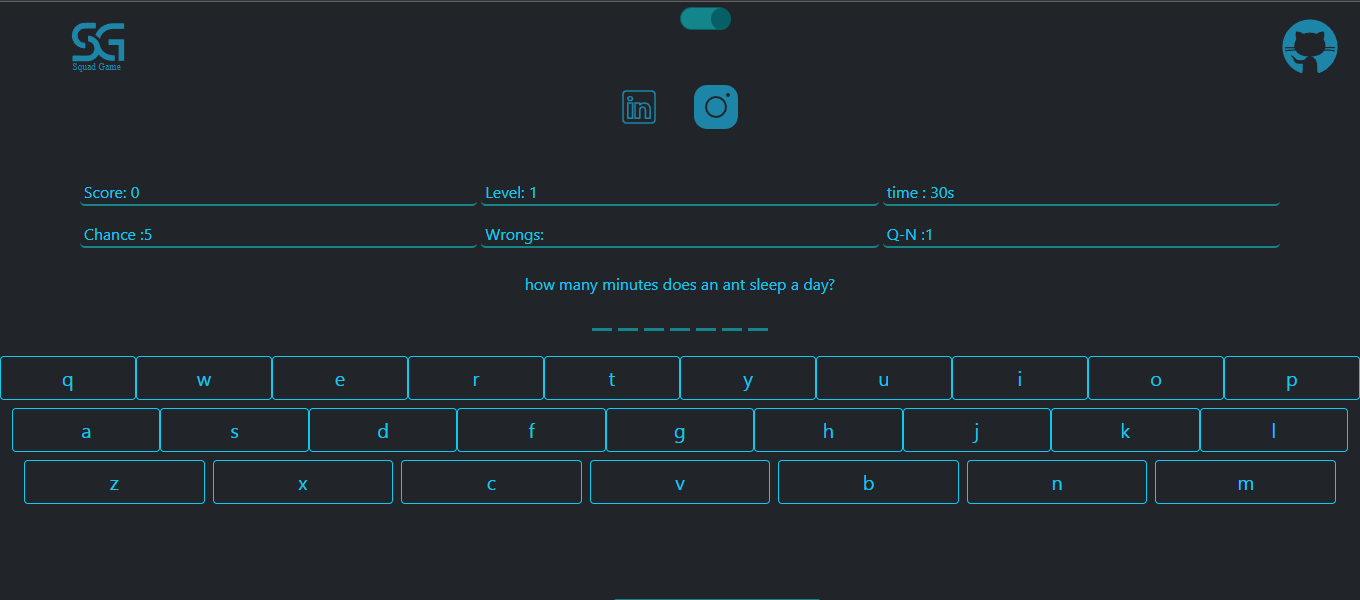 SG
Squad Game
in
Score: 0
Level: 1
time : 30s
Chance :5
Wrongs:
Q-N :1
how many minutes does an ant sleep a day?
q w e r t y u i o p
a s d f g h j k l
z x c v b n m